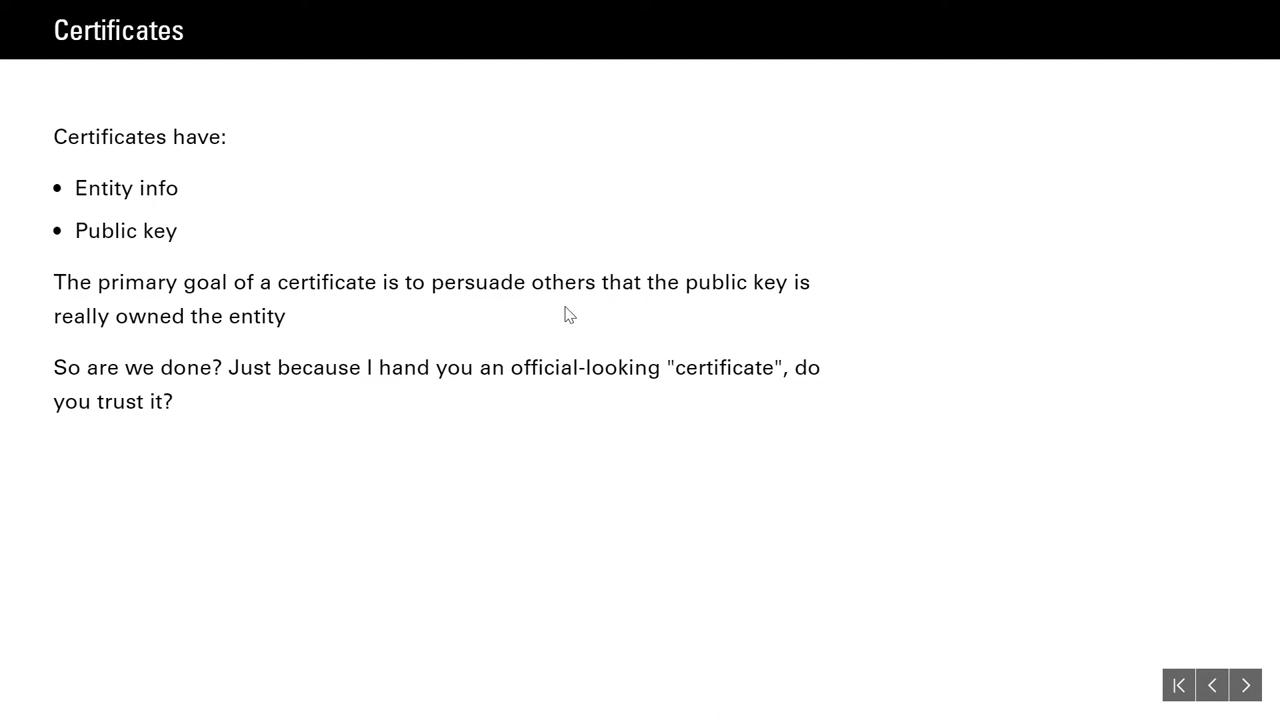 Certificates
Certificates have:
• Entity info
• Public key
The primary goal of a certificate is to persuade others that the public key is
really owned the entity
So are we done? Just because I hand you an official-looking "certificate", do
you trust it?